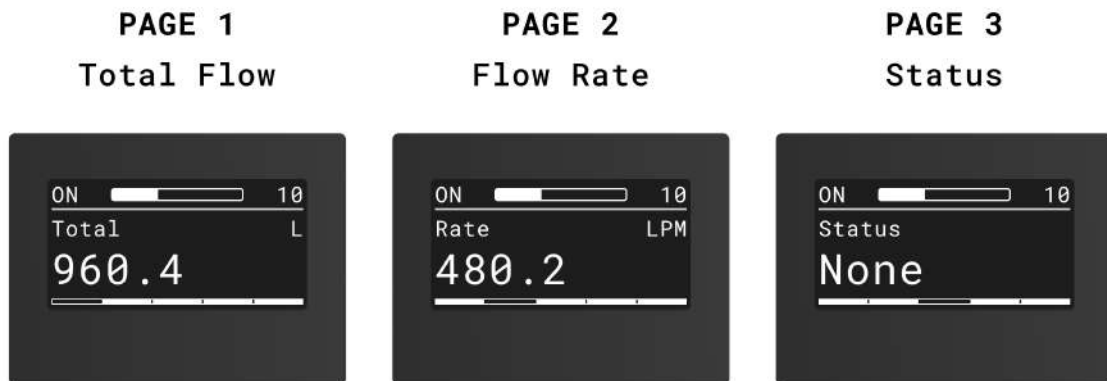 PAGE 1
Total Flow
ON 10
Total L
960.4
PAGE 2
Flow Rate
ON 10
Rate LPM
480.2
PAGE 3
Status
ON 10
Status
None